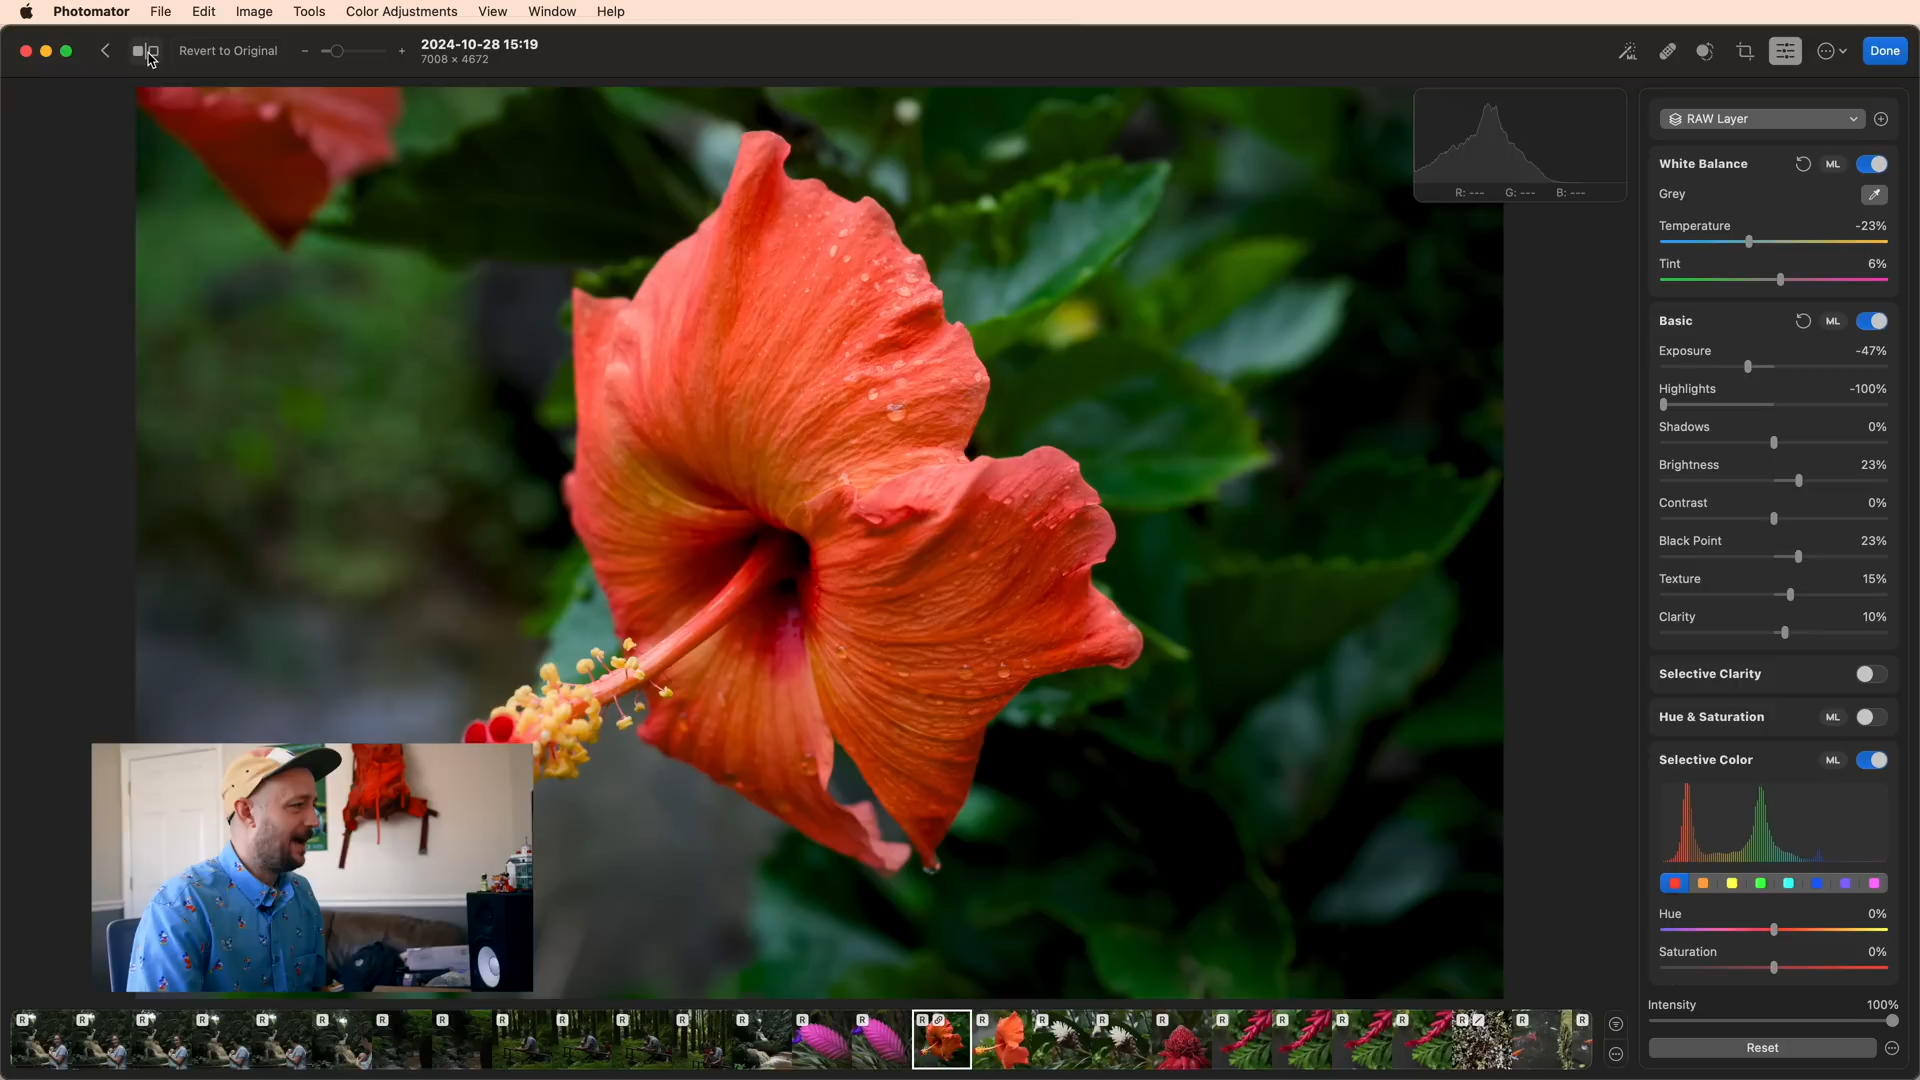 Photomator File Edit Image Tools Color Adjustments View Window Help
Revert to Original
2024-10-28 15:19
7008 × 4672
ML
Done
R: --- G: --- B: ---
RAW Layer
White Balance ML
Grey
Temperature -23%
Tint 6%
Basic ML
Exposure -47%
Highlights -100%
Shadows 0%
Brightness 23%
Contrast 0%
Black Point 23%
Texture 15%
Clarity 10%
Selective Clarity
Hue & Saturation ML
Selective Color ML
Hue 0%
Saturation 0%
Intensity 100%
Reset
R R R R R R R R R R R R R R R R R R R R R R R R R R R